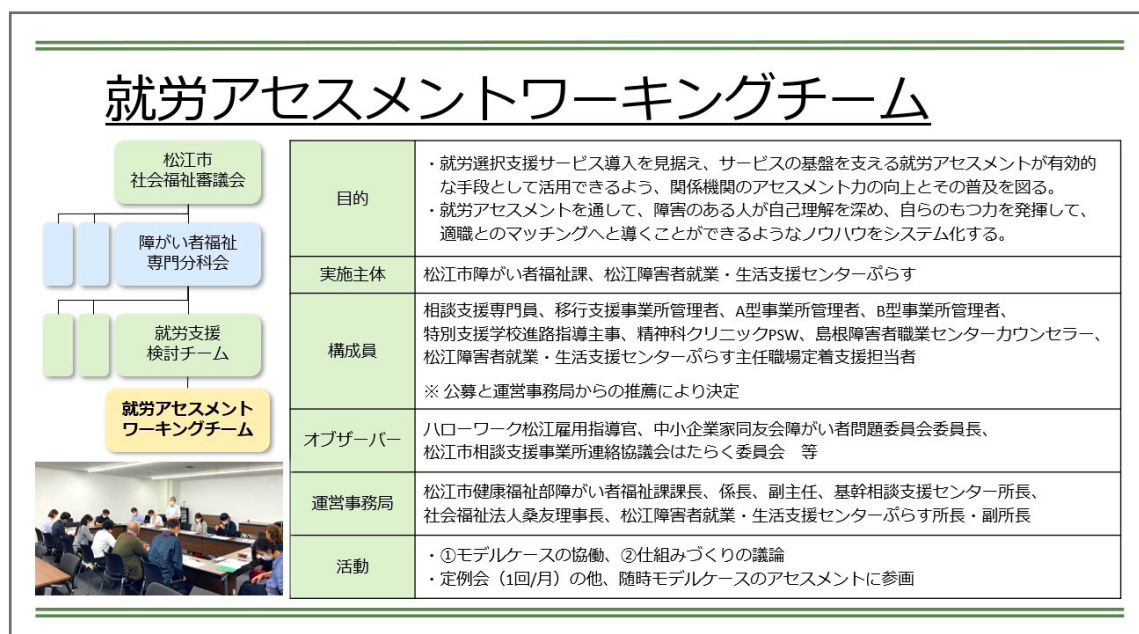 就労アセスメントワーキングチーム
松江市
社会福祉審議会
障がい者福祉
専門分科会
就労支援
検討チーム
就労アセスメント
ワーキングチーム
目的
・就労選択支援サービス導入を見据え、サービスの基盤を支える就労アセスメントが有効的
な手段として活用できるよう、関係機関のアセスメント力の向上とその普及を図る。
・就労アセスメントを通して、障害のある人が自己理解を深め、自らのもつ力を発揮して、
適職とのマッチングへと導くことができるようなノウハウをシステム化する。
実施主体
松江市障がい者福祉課、松江障害者就業・生活支援センターぷらす
構成員
相談支援専門員、移行支援事業所管理者、A型事業所管理者、B型事業所管理者、
特別支援学校進路指導主事、精神科クリニックPSW、島根障害者職業センターカウンセラー、
松江障害者就業・生活支援センターぷらす主任職場定着支援担当者
※ 公募と運営事務局からの推薦により決定
オブザーバー
ハローワーク松江雇用指導官、中小企業家同友会障がい者問題委員会委員長、
松江市相談支援事業所連絡協議会はたらく委員会　等
運営事務局
松江市健康福祉部障がい者福祉課課長、係長、副主任、基幹相談支援センター所長、
社会福祉法人桑友理事長、松江障害者就業・生活支援センターぷらす所長・副所長
活動
・①モデルケースの協働、②仕組みづくりの議論
・定例会（1回/月）の他、随時モデルケースのアセスメントに参画